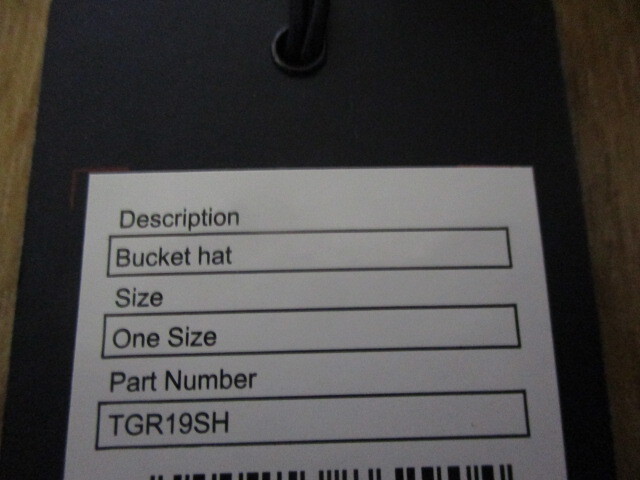 Description
Bucket hat
Size
One Size
Part Number
TGR19SH